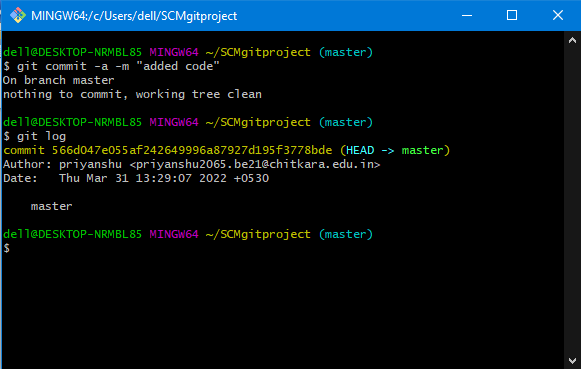 MINGW64:/c/Users/dell/SCMgitproject
dell@DESKTOP-NRMBL85 MINGW64 ~/SCMgitproject (master)
$ git commit -a -m "added code"
On branch master
nothing to commit, working tree clean
dell@DESKTOP-NRMBL85 MINGW64 ~/SCMgitproject (master)
$ git log
commit 566d047e055af242649996a87927d195f3778bde (HEAD -> master)
Author: priyanshu <priyanshu2065.be21@chitkara.edu.in>
Date:   Thu Mar 31 13:29:07 2022 +0530
    master
dell@DESKTOP-NRMBL85 MINGW64 ~/SCMgitproject (master)
$